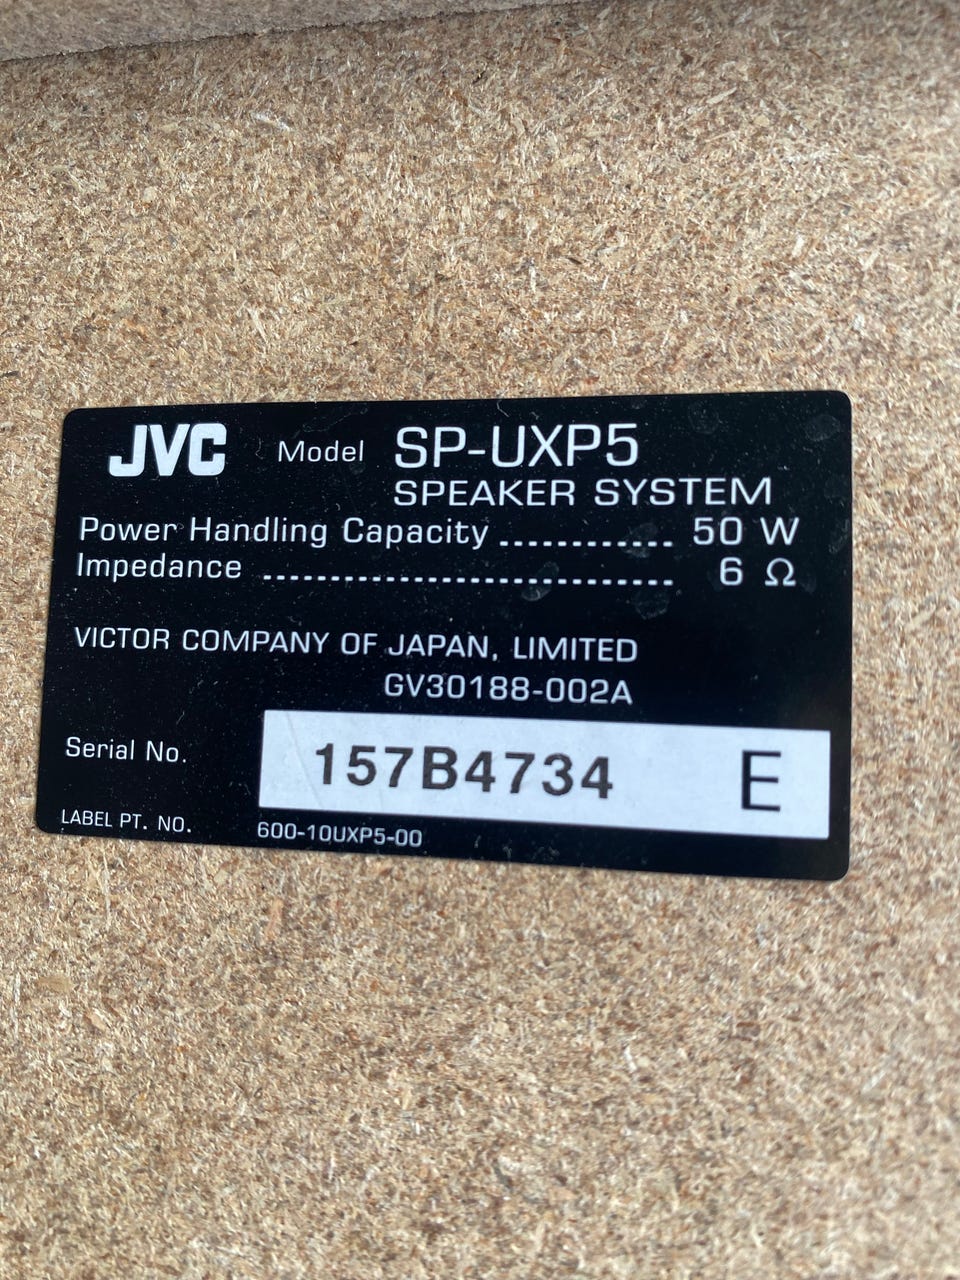 JVC Model SP-UXP5
SPEAKER SYSTEM
Power Handling Capacity ............. 50 W
Impedance ............................... 6 Ω
VICTOR COMPANY OF JAPAN, LIMITED
GV30188-002A
Serial No. 157B4734 E
LABEL PT. NO. 600-10UXP5-00